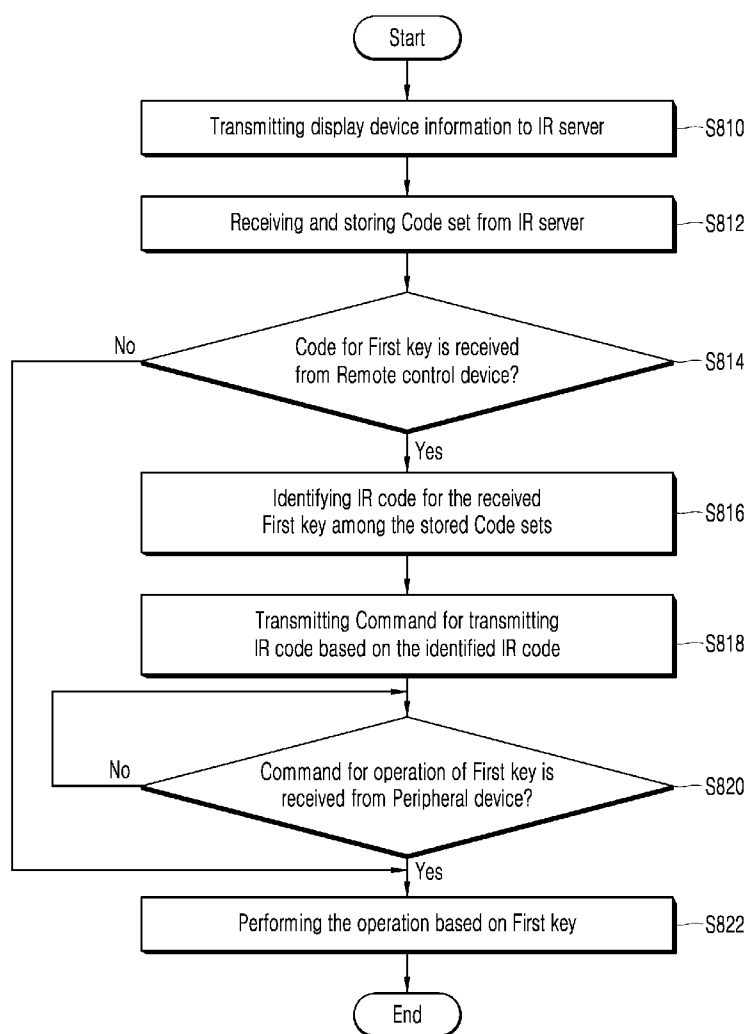 Start
Transmitting display device information to IR server
S810
Receiving and storing Code set from IR server
S812
No
Code for First key is received
from Remote control device?
S814
Yes
Identifying IR code for the received
First key among the stored Code sets
S816
Transmitting Command for transmitting
IR code based on the identified IR code
S818
No
Command for operation of First key is
received from Peripheral device?
S820
Yes
Performing the operation based on First key
S822
End